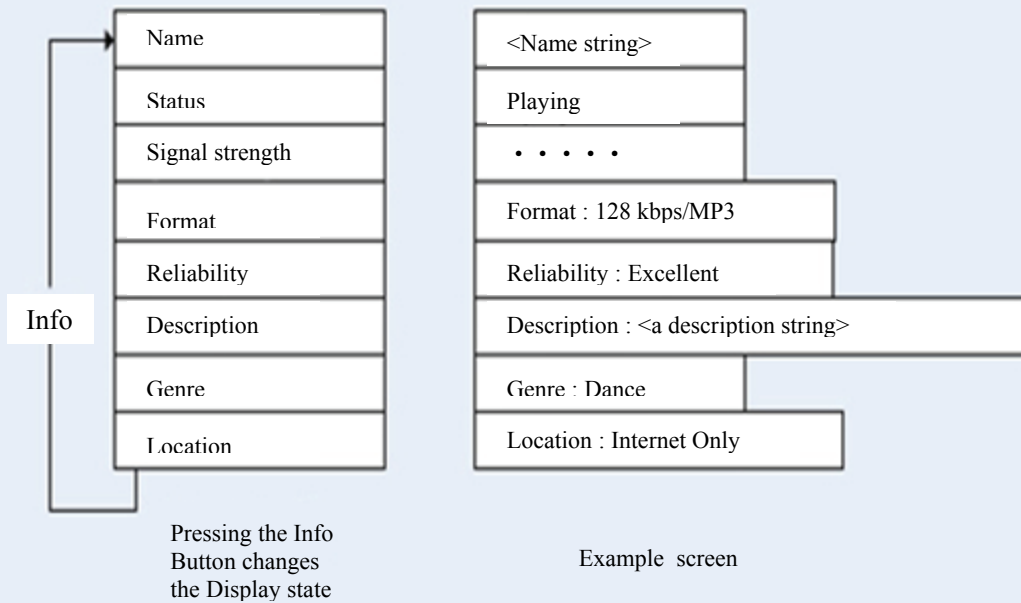 Name
Status
Signal strength
Format
Reliability
Description
Genre
Location
Info
Pressing the Info
Button changes
the Display state
<Name string>
Playing
. . . . .
Format : 128 kbps/MP3
Reliability : Excellent
Description : <a description string>
Genre : Dance
Location : Internet Only
Example screen